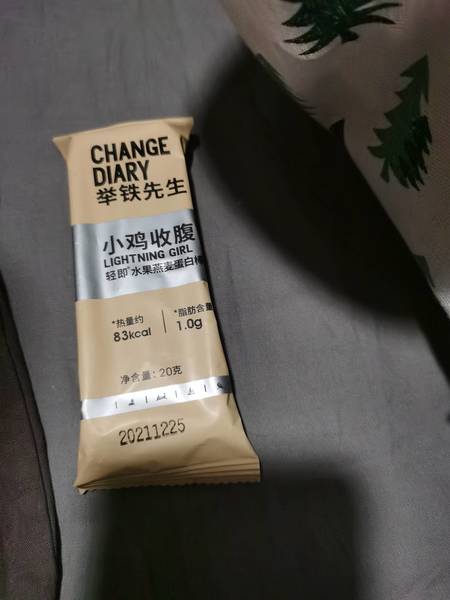 CHANGE
DIARY
举铁先生
小鸡收腹
LIGHTNING GIRL
轻即®水果燕麦蛋白棒
*热量约
83kcal
*脂肪含量
1.0g
净含量：20克
20211225